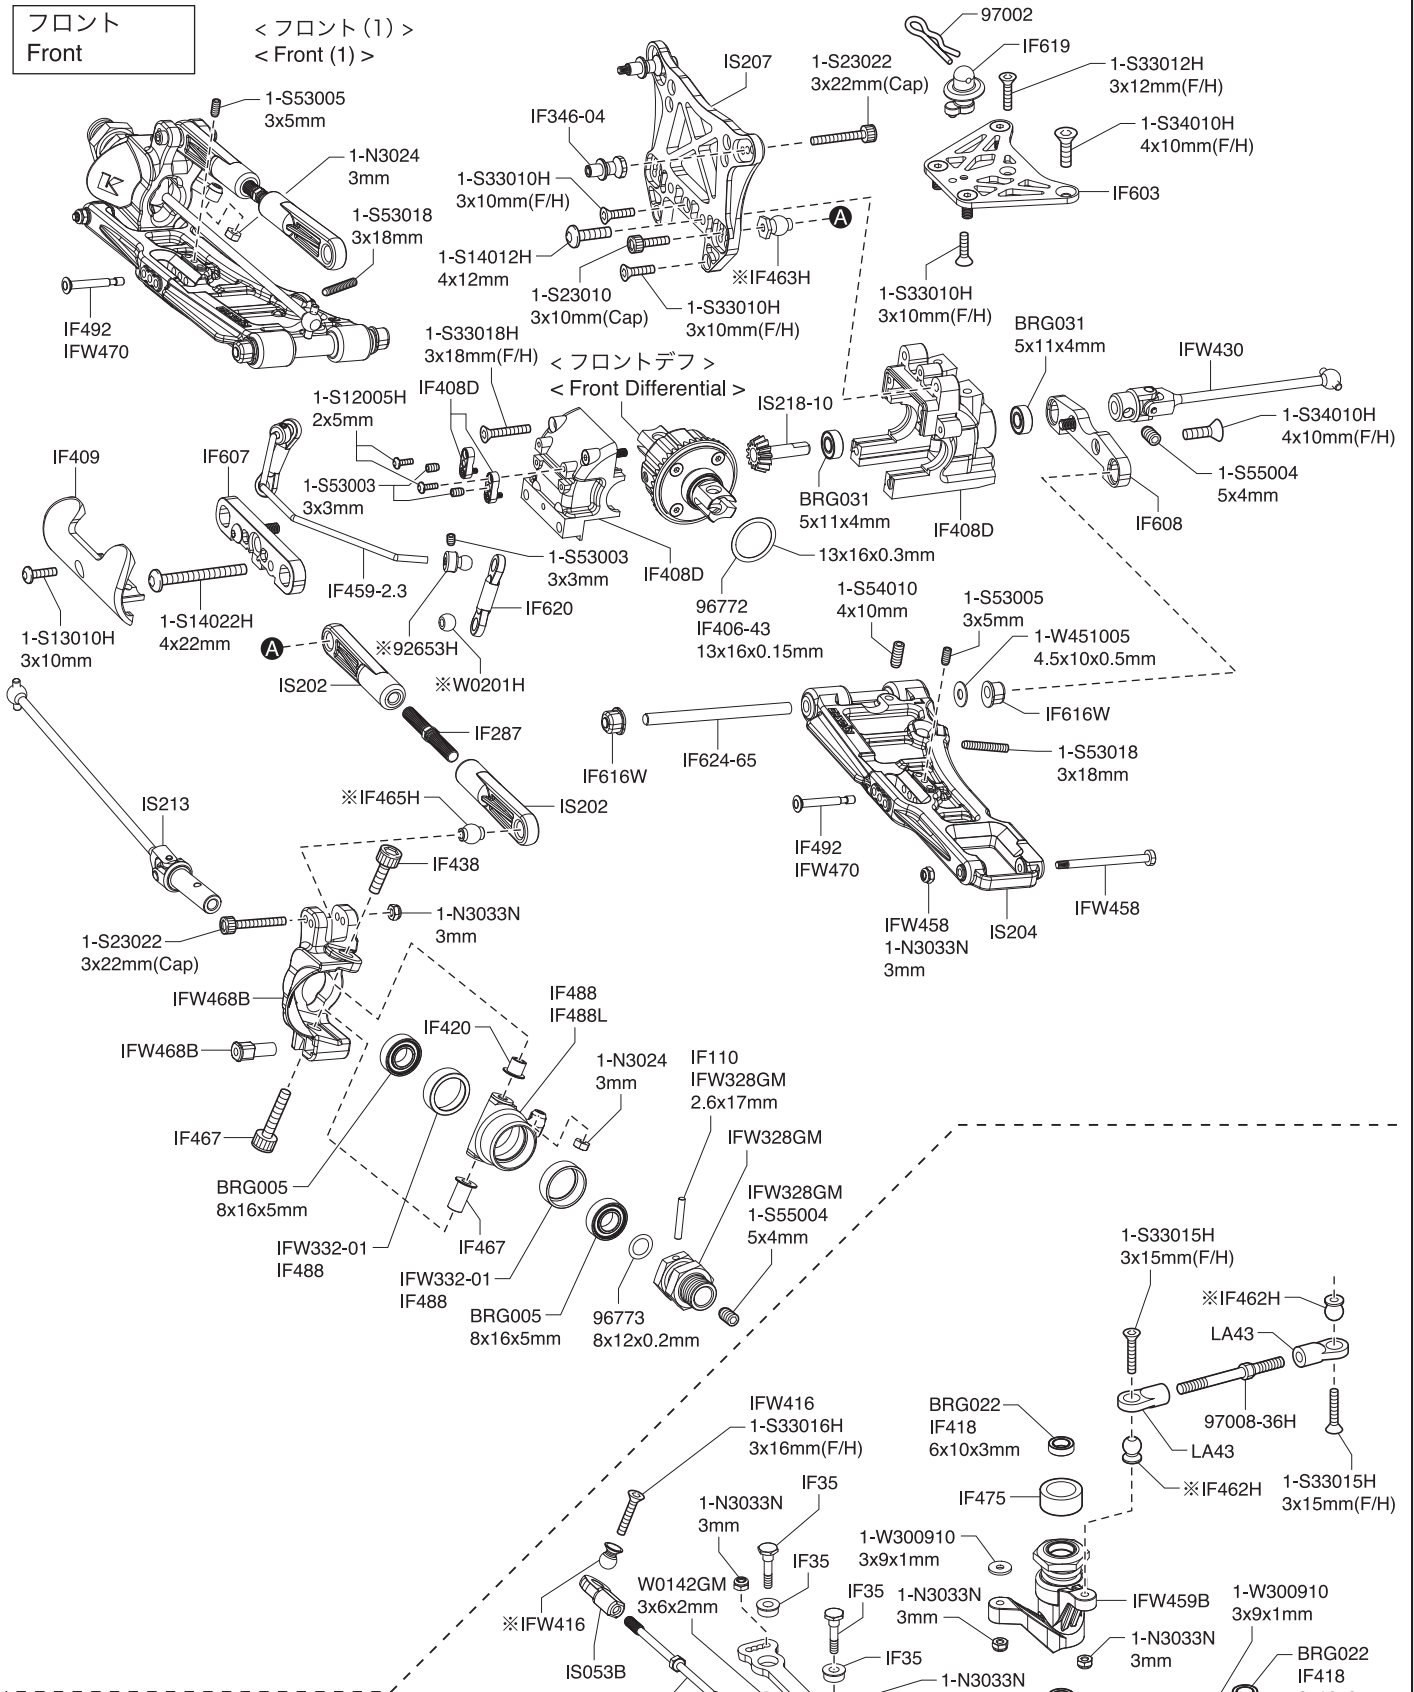 フロント
Front
< フロント (1) >
< Front (1) >
1-S53005
3x5mm
1-N3024
3mm
1-S53018
3x18mm
IF492
IFW470
IF346-04
IS207
1-S23022
3x22mm(Cap)
97002
IF619
1-S33012H
3x12mm(F/H)
1-S34010H
4x10mm(F/H)
IF603
1-S33010H
3x10mm(F/H)
1-S14012H
4x12mm
1-S23010
3x10mm(Cap)
1-S33010H
3x10mm(F/H)
※IF463H
A
1-S33010H
3x10mm(F/H)
1-S33018H
3x18mm(F/H)
< フロントデフ >
< Front Differential >
IF408D
1-S12005H
2x5mm
1-S53003
3x3mm
IS218-10
BRG031
5x11x4mm
BRG031
5x11x4mm
IFW430
1-S34010H
4x10mm(F/H)
1-S55004
5x4mm
IF608
IF408D
IF409
IF607
1-S13010H
3x10mm
1-S14022H
4x22mm
IF459-2.3
1-S53003
3x3mm
IF408D
IF620
※92653H
※W0201H
13x16x0.3mm
96772
IF406-43
13x16x0.15mm
1-S54010
4x10mm
1-S53005
3x5mm
1-W451005
4.5x10x0.5mm
IF616W
1-S53018
3x18mm
A
IS202
IF287
IS202
IF616W
IF624-65
IF492
IFW470
IFW458
1-N3033N
3mm
IS204
IFW458
IS213
※IF465H
IF438
1-N3033N
3mm
1-S23022
3x22mm(Cap)
IFW468B
IFW468B
IF467
IF488
IF488L
IF420
1-N3024
3mm
IF110
IFW328GM
2.6x17mm
IFW328GM
IFW328GM
1-S55004
5x4mm
BRG005
8x16x5mm
IFW332-01
IF488
IF467
IFW332-01
IF488
BRG005
8x16x5mm
96773
8x12x0.2mm
1-S33015H
3x15mm(F/H)
※IF462H
LA43
97008-36H
LA43
※IF462H
1-S33015H
3x15mm(F/H)
IFW416
1-S33016H
3x16mm(F/H)
BRG022
IF418
6x10x3mm
IF475
1-N3033N
3mm
IF35
IF35
1-W300910
3x9x1mm
W0142GM
3x6x2mm
IF35
1-N3033N
3mm
IFW459B
1-W300910
3x9x1mm
※IFW416
IS053B
IF35
1-N3033N
3mm
BRG022
IF418
1-N3033N